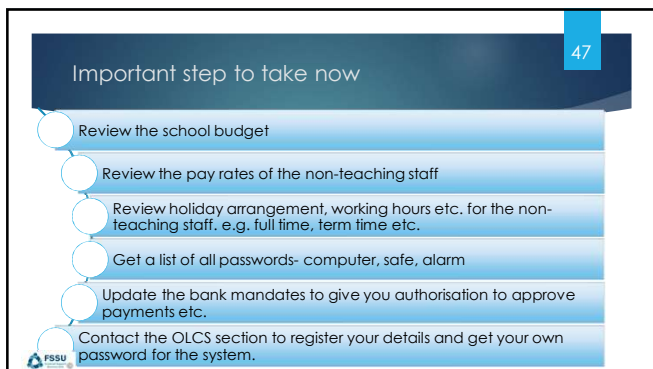 47
Important step to take now
Review the school budget
Review the pay rates of the non-teaching staff
Review holiday arrangement, working hours etc. for the non-
teaching staff. e.g. full time, term time etc.
Get a list of all passwords- computer, safe, alarm
Update the bank mandates to give you authorisation to approve
payments etc.
Contact the OLCS section to register your details and get your own
password for the system.
FSSU